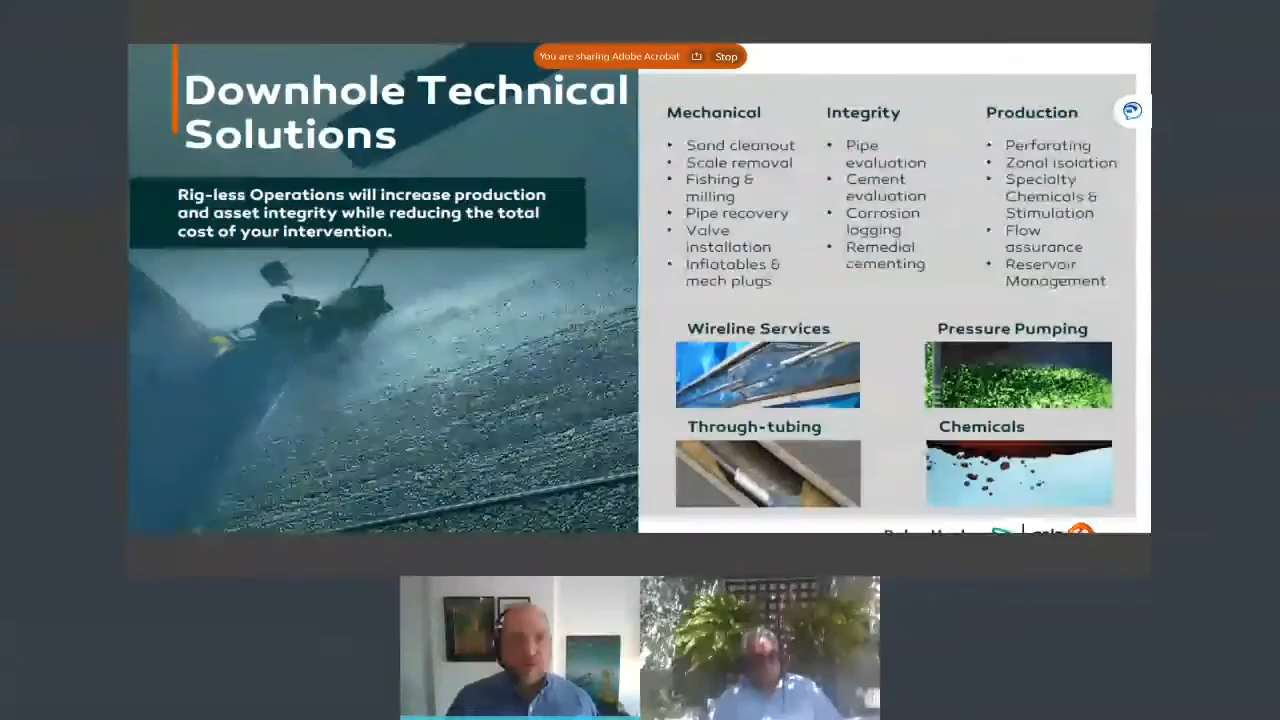 You are sharing Adobe Acrobat
Stop
Downhole Technical
Solutions
Rig-less Operations will increase production
and asset integrity while reducing the total
cost of your intervention.
Mechanical
• Sand cleanout
• Scale removal
• Fishing &
milling
• Pipe recovery
• Valve
installation
• Inflatables &
mech plugs
Integrity
• Pipe
evaluation
• Cement
evaluation
• Corrosion
logging
• Remedial
cementing
Production
• Perforating
• Zonal isolation
• Specialty
Chemicals &
Stimulation
• Flow
assurance
• Reservoir
Management
Wireline Services
Pressure Pumping
Through-tubing
Chemicals